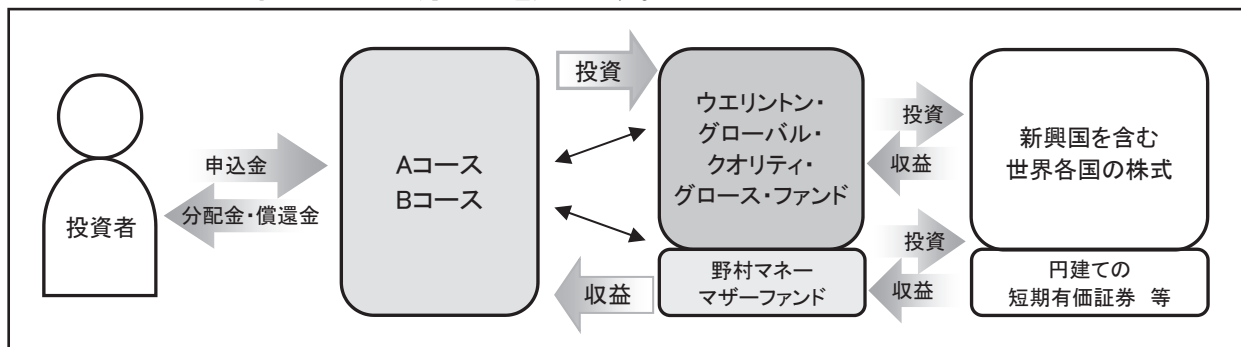 投資者
申込金
分配金・償還金
Aコース
Bコース
投資
収益
ウエリントン・
グローバル・
クオリティ・
グロース・ファンド
野村マネー
マザーファンド
投資
収益
投資
収益
新興国を含む
世界各国の株式
円建ての
短期有価証券 等